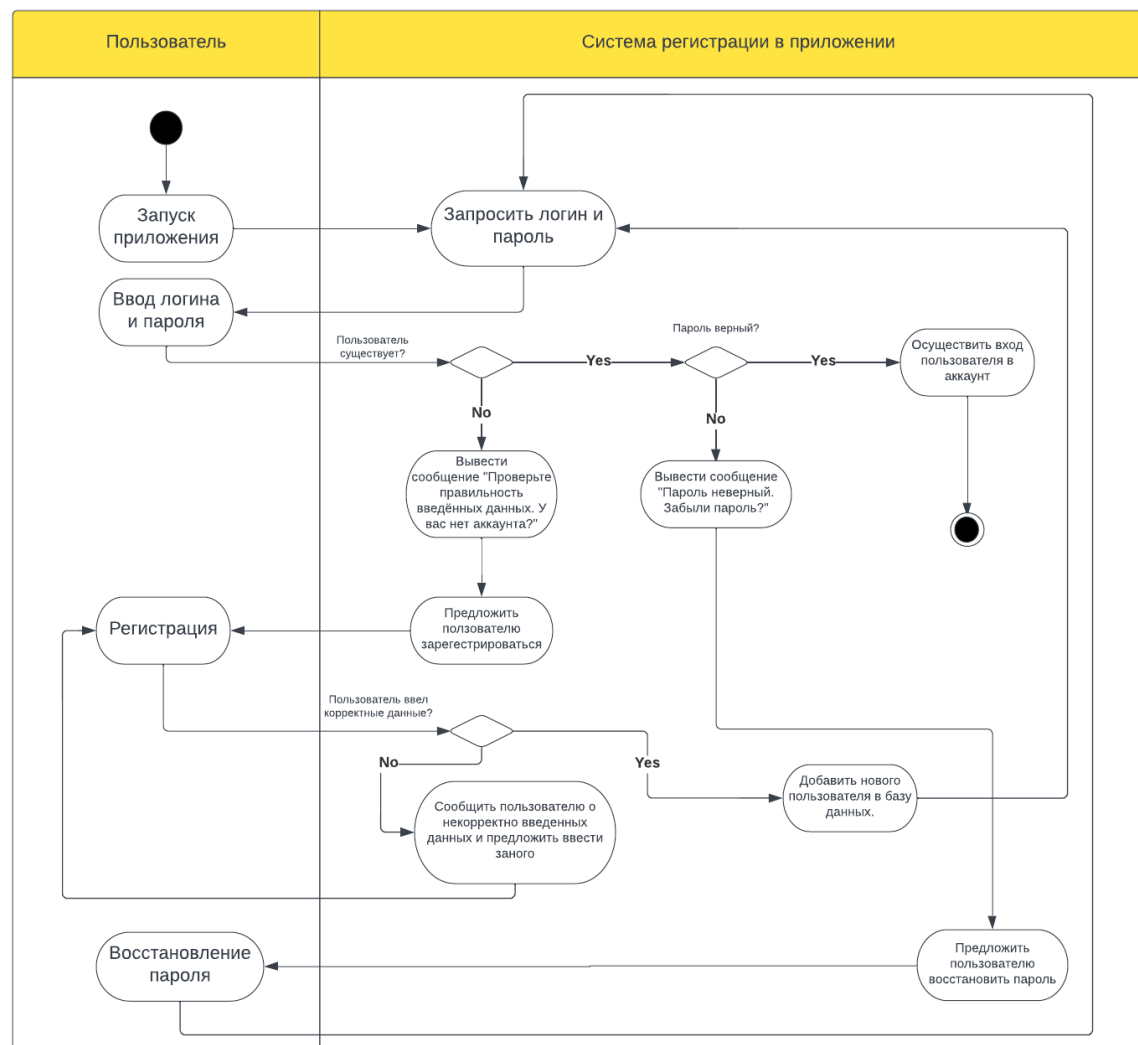 Пользователь
Система регистрации в приложении
Запуск
приложения
Запросить логин и
пароль
Ввод логина
и пароля
Пользователь
существует?
Yes
Пароль верный?
Yes
Осуществить вход
пользователя в
аккаунт
No
No
Вывести
сообщение "Проверьте
правильность
введённых данных. У
вас нет аккаунта?"
Вывести сообщение
"Пароль неверный.
Забыли пароль?"
Регистрация
Предложить
ползователю
зарегестрироваться
Пользователь ввел
корректные данные?
No
Yes
Сообщить пользователю о
некорректно введенных
данных и предложить ввести
заного
Добавить нового
пользователя в базу
данных.
Восстановление
пароля
Предложить
пользователю
восстановить пароль